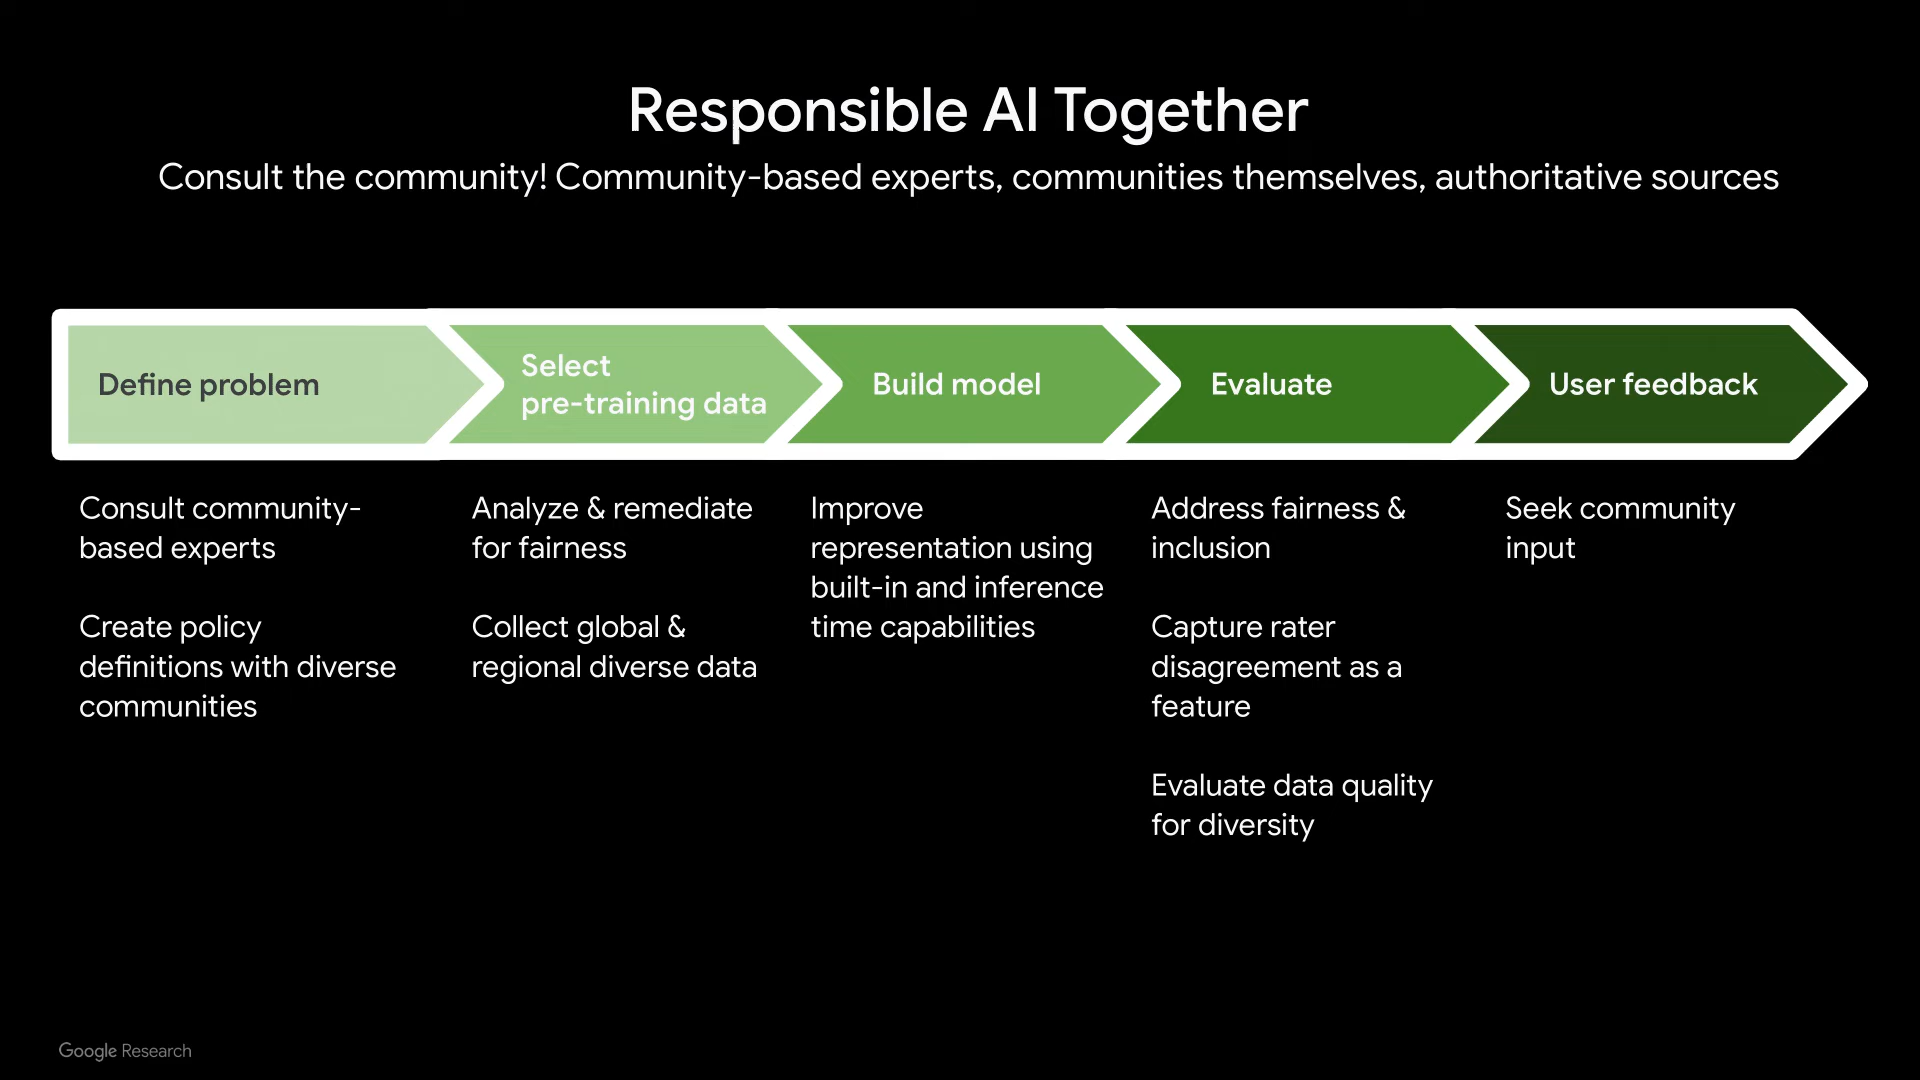 Responsible AI Together
Consult the community! Community-based experts, communities themselves, authoritative sources
Define problem
Select
pre-training data
Build model
Evaluate
User feedback
Consult community-
based experts
Create policy
definitions with diverse
communities
Analyze & remediate
for fairness
Collect global &
regional diverse data
Improve
representation using
built-in and inference
time capabilities
Address fairness &
inclusion
Capture rater
disagreement as a
feature
Evaluate data quality
for diversity
Seek community
input
Google Research